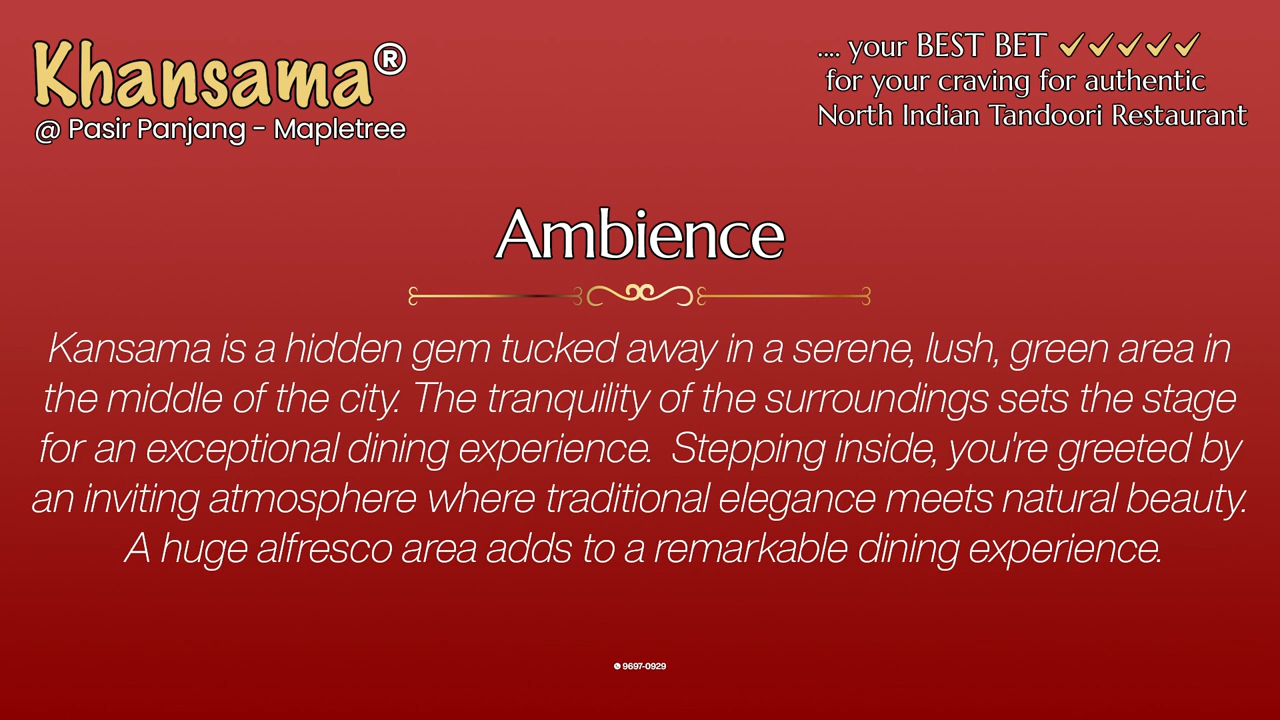 Khansama®
@ Pasir Panjang - Mapletree
.... your BEST BET ✓✓✓✓✓
for your craving for authentic
North Indian Tandoori Restaurant
Ambience
Kansama is a hidden gem tucked away in a serene, lush, green area in
the middle of the city. The tranquility of the surroundings sets the stage
for an exceptional dining experience.  Stepping inside, you're greeted by
an inviting atmosphere where traditional elegance meets natural beauty.
A huge alfresco area adds to a remarkable dining experience.
9697-0929